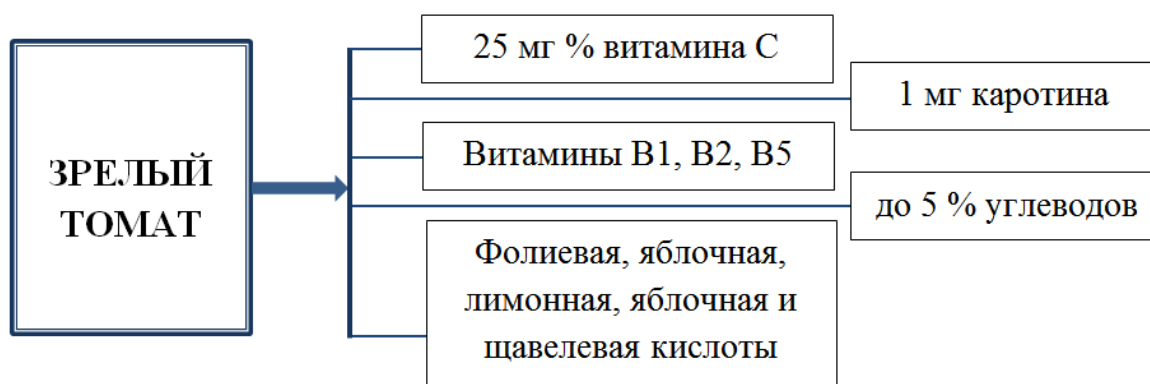 ЗРЕЛЫЙ
ТОМАТ
25 мг % витамина С
1 мг каротина
Витамины В1, В2, В5
до 5 % углеводов
Фолиевая, яблочная,
лимонная, яблочная и
щавелевая кислоты